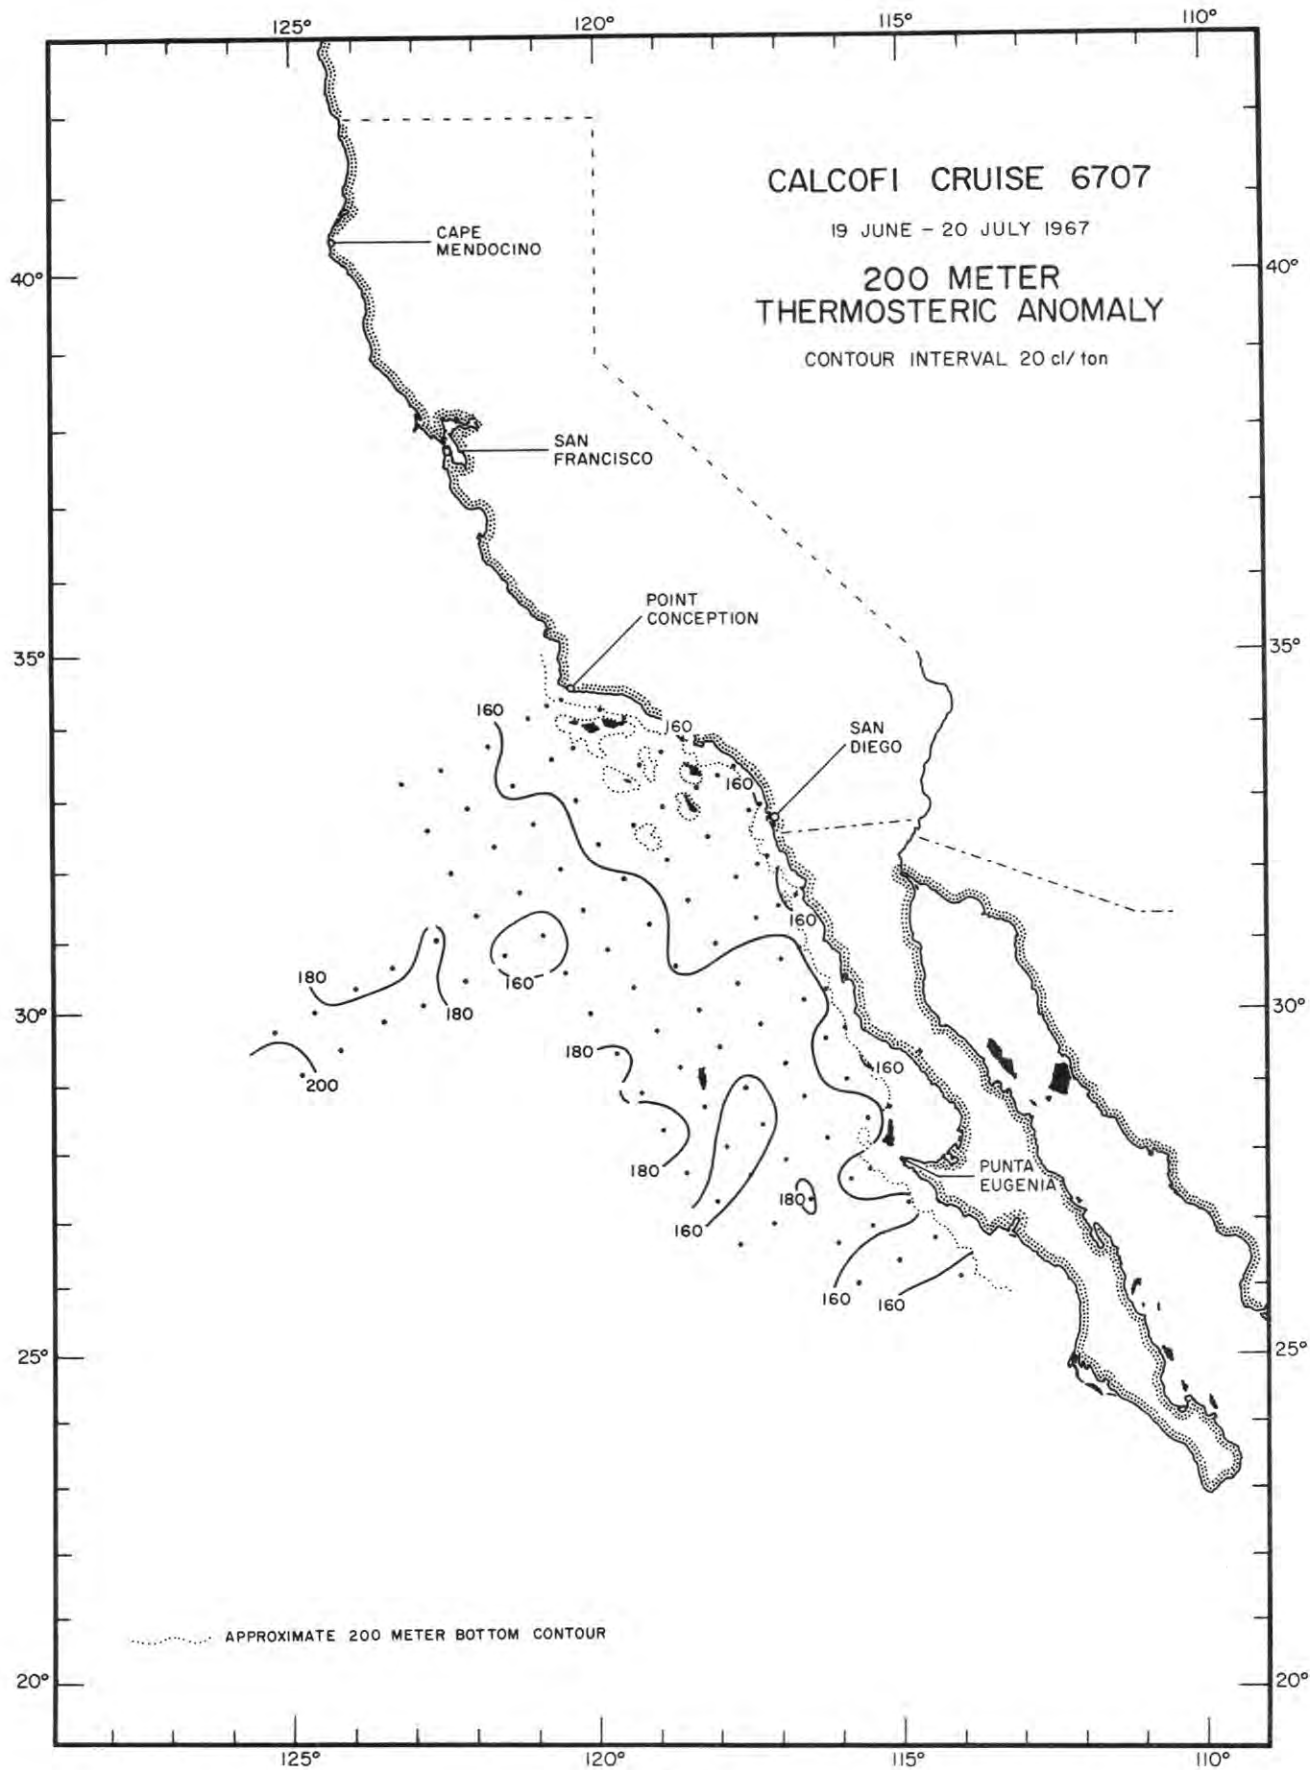 125°
120°
115°
110°
CALCOFI CRUISE 6707
19 JUNE – 20 JULY 1967
200 METER
THERMOSTERIC ANOMALY
CONTOUR INTERVAL 20 cl/ton
CAPE
MENDOCINO
40°
40°
SAN
FRANCISCO
POINT
CONCEPTION
35°
35°
160
160
SAN
DIEGO
160
160
180
160
180
30°
30°
180
160
200
180
PUNTA
EUGENIA
180
160
160
160
25°
25°
APPROXIMATE 200 METER BOTTOM CONTOUR
20°
20°
125°
120°
115°
110°